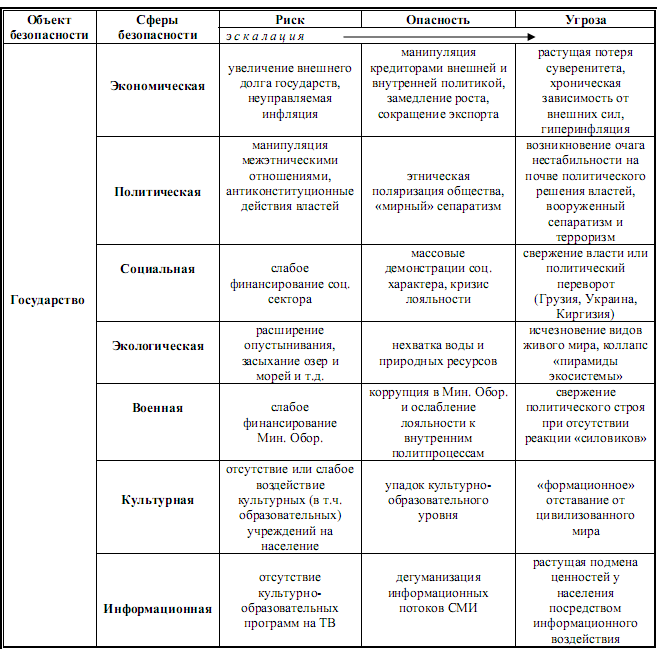 Объект безопасности
Сферы безопасности
Риск
Опасность
Угроза
эскалация
Государство
Экономическая
увеличение внешнего
долга государств,
неуправляемая
инфляция
манипуляция
кредиторами внешней и
внутренней политикой,
замедление роста,
сокращение экспорта
растущая потеря
суверенитета,
хроническая
зависимость от
внешних сил,
гиперинфляция
Политическая
манипуляция
межэтническими
отношениями,
антиконституционные
действия властей
этническая
поляризация общества,
«мирный» сепаратизм
возникновение очага
нестабильности на
почве политического
решения властей,
вооруженный
сепаратизм и
терроризм
Социальная
слабое
финансирование соц.
сектора
массовые
демонстрации соц.
характера, кризис
лояльности
свержение власти или
политический
переворот
(Грузия, Украина,
Киргизия)
Экологическая
расширение
опустынивания,
засыхание озер и
морей и т.д.
нехватка воды и
природных ресурсов
исчезновение видов
живого мира, коллапс
«пирамиды
экосистемы»
Военная
слабое
финансирование
Мин. Обор.
коррупция в Мин. Обор.
и ослабление
лояльности к
внутренним
политпроцессам
свержение
политического строя
при отсутствии
реакции «силовиков»
Культурная
отсутствие или слабое
воздействие
культурных (в т.ч.
образовательных)
учреждений на
население
упадок культурно-
образовательного
уровня
«формационное»
отставание от
цивилизованного
мира
Информационная
отсутствие
культурно-
образовательных
программ на ТВ
дегуманизация
информационных
потоков СМИ
растущая подмена
ценностей у
населения
посредством
информационного
воздействия